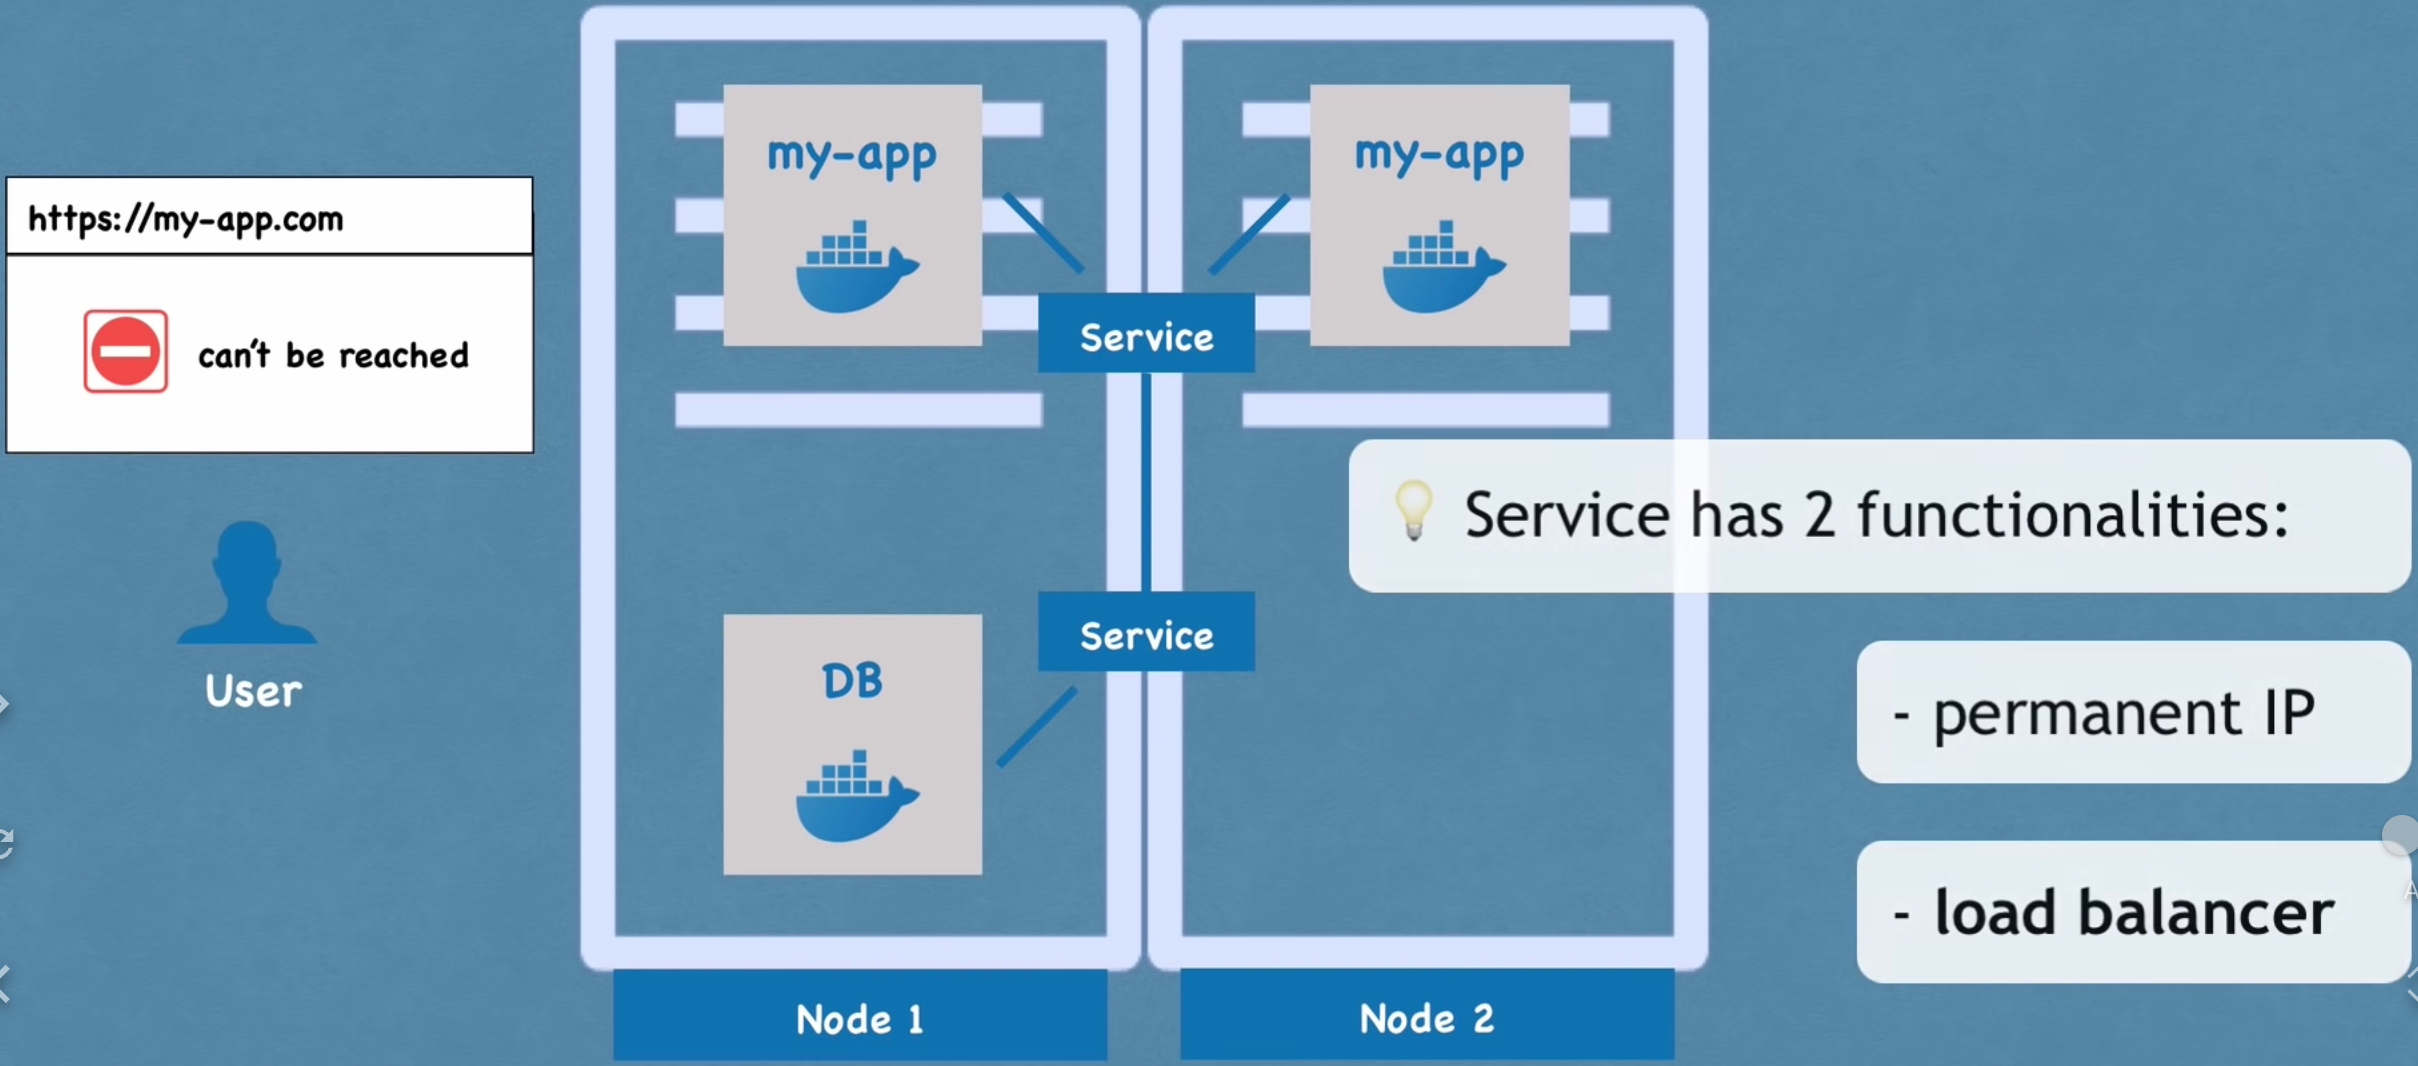 https://my-app.com
can't be reached
User
my-app
my-app
Service
Service
DB
Node 1
Node 2
💡 Service has 2 functionalities:
- permanent IP
- load balancer